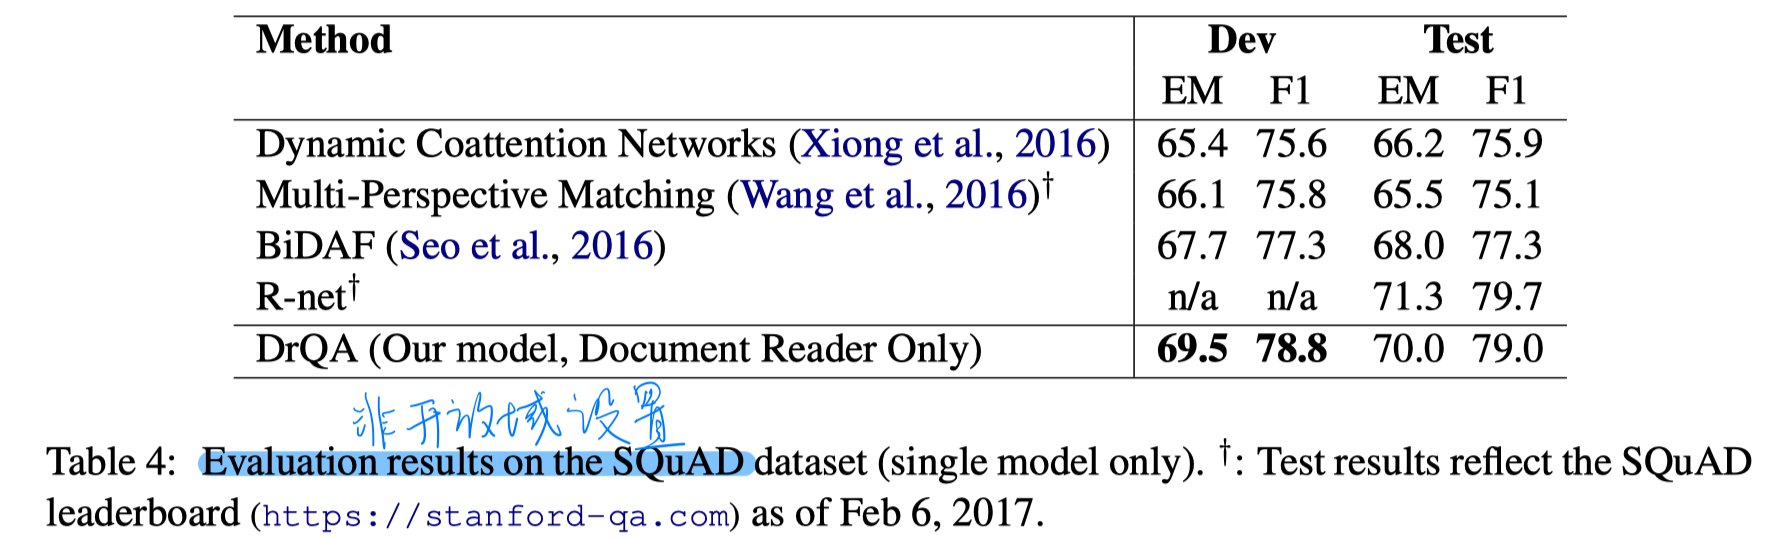 Method Dev Test
EM F1 EM F1
Dynamic Coattention Networks (Xiong et al., 2016) 65.4 75.6 66.2 75.9
Multi-Perspective Matching (Wang et al., 2016)† 66.1 75.8 65.5 75.1
BiDAF (Seo et al., 2016) 67.7 77.3 68.0 77.3
R-net† n/a n/a 71.3 79.7
DrQA (Our model, Document Reader Only) 69.5 78.8 70.0 79.0
非开放域设置
Table 4: Evaluation results on the SQuAD dataset (single model only). †: Test results reflect the SQuAD
leaderboard (https://stanford-qa.com) as of Feb 6, 2017.